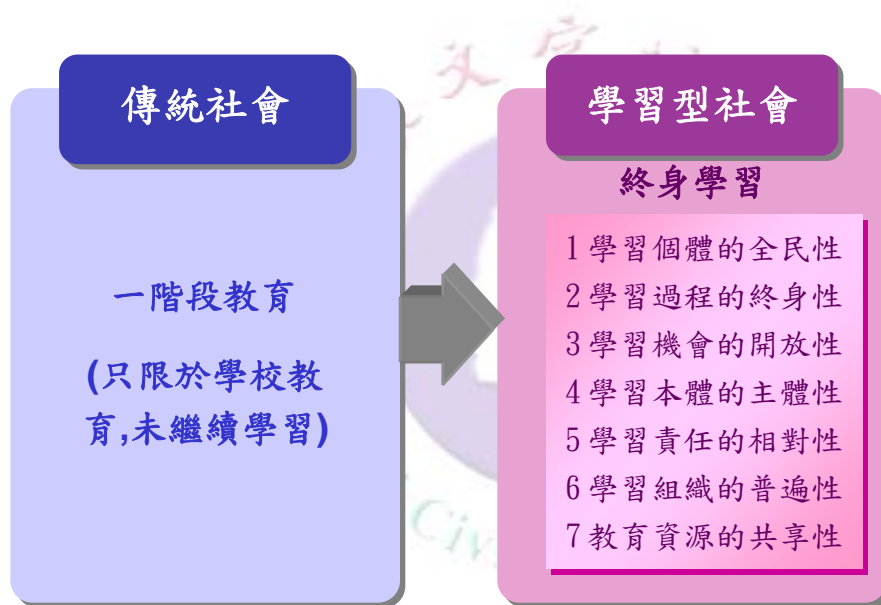 傳統社會
一階段教育
(只限於學校教
育,未繼續學習)
學習型社會
終身學習
1學習個體的全民性
2學習過程的終身性
3學習機會的開放性
4學習本體的主體性
5學習責任的相對性
6學習組織的普遍性
7教育資源的共享性